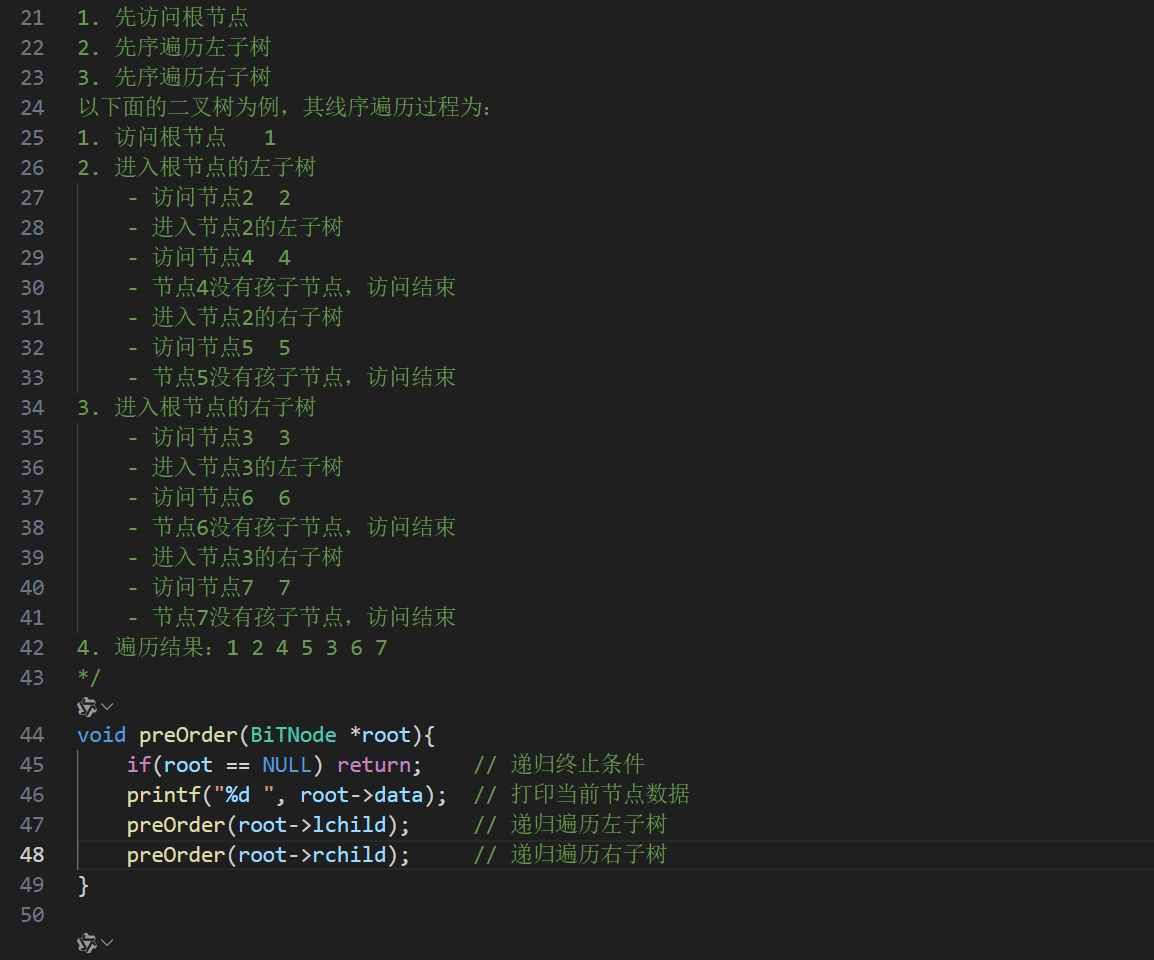 21 1. 先访问根节点
22 2. 先序遍历左子树
23 3. 先序遍历右子树
24 以下面的二叉树为例，其线序遍历过程为：
25 1. 访问根节点   1
26 2. 进入根节点的左子树
27     - 访问节点2  2
28     - 进入节点2的左子树
29     - 访问节点4  4
30     - 节点4没有孩子节点，访问结束
31     - 进入节点2的右子树
32     - 访问节点5  5
33     - 节点5没有孩子节点，访问结束
34 3. 进入根节点的右子树
35     - 访问节点3  3
36     - 进入节点3的左子树
37     - 访问节点6  6
38     - 节点6没有孩子节点，访问结束
39     - 进入节点3的右子树
40     - 访问节点7  7
41     - 节点7没有孩子节点，访问结束
42 4. 遍历结果：1 2 4 5 3 6 7
43 */
44 void preOrder(BiTNode *root){
45     if(root == NULL) return;    // 递归终止条件
46     printf("%d ", root->data);  // 打印当前节点数据
47     preOrder(root->lchild);     // 递归遍历左子树
48     preOrder(root->rchild);     // 递归遍历右子树
49 }
50